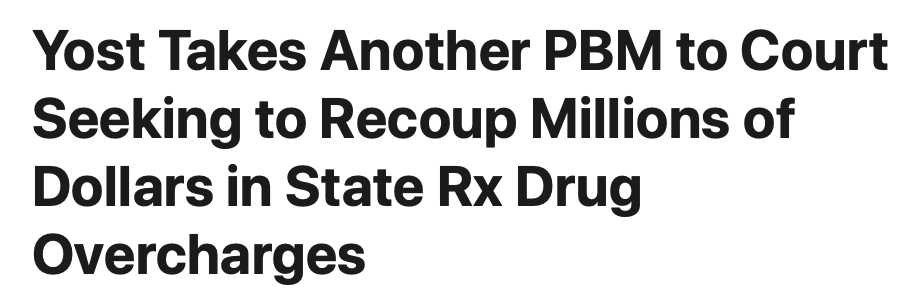 Yost Takes Another PBM to Court
Seeking to Recoup Millions of
Dollars in State Rx Drug
Overcharges